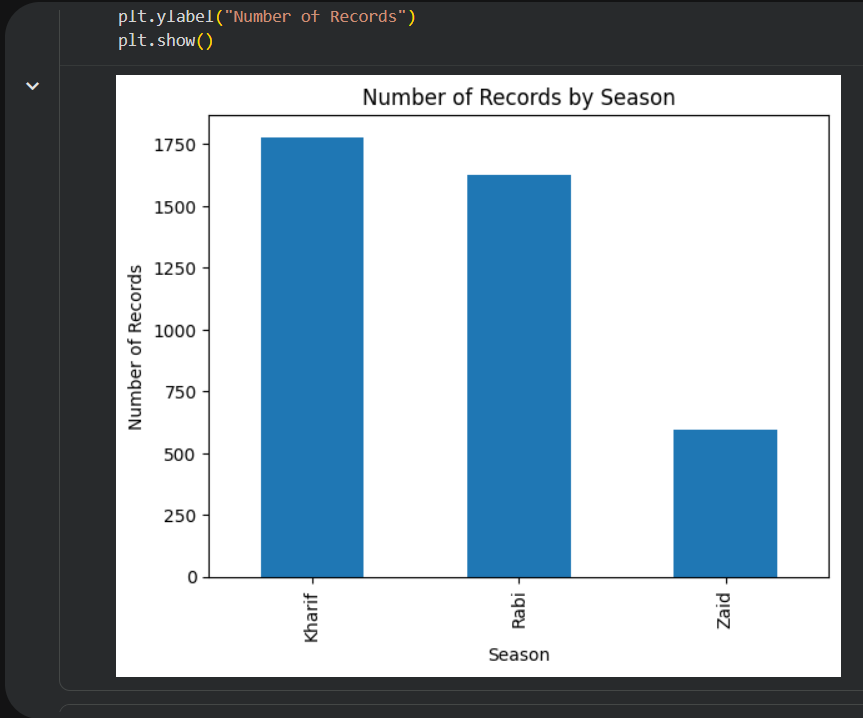 plt.ylabel("Number of Records")
plt.show()
Number of Records by Season
1750
1500
1250
1000
750
500
250
0
Number of Records
Kharif
Rabi
Zaid
Season